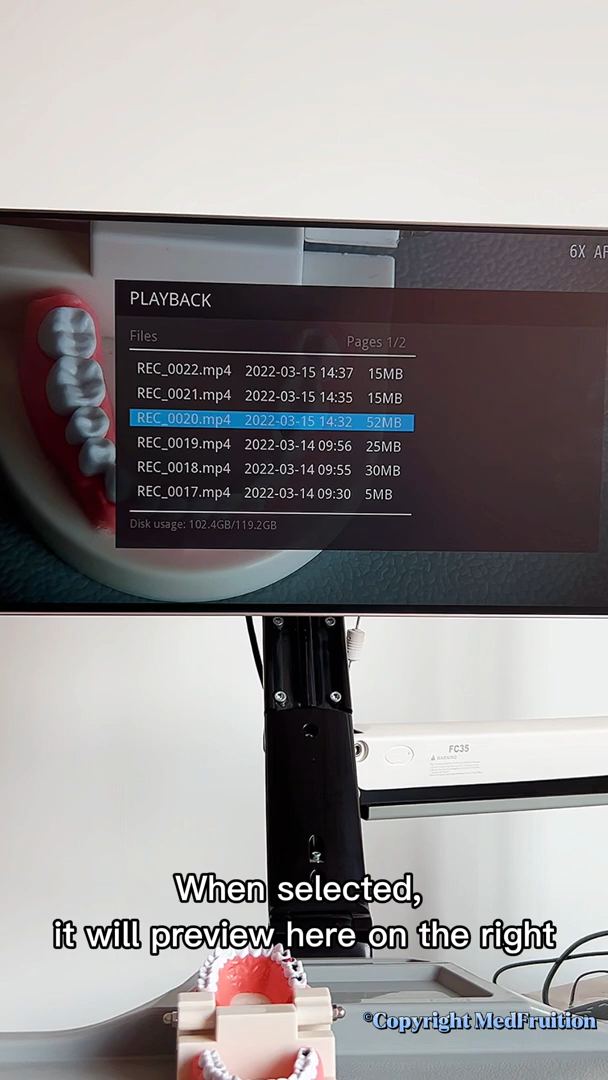 6X AF
PLAYBACK
Files Pages 1/2
REC_0022.mp4 2022-03-15 14:37 15MB
REC_0021.mp4 2022-03-15 14:35 15MB
REC_0020.mp4 2022-03-15 14:32 52MB
REC_0019.mp4 2022-03-14 09:56 25MB
REC_0018.mp4 2022-03-14 09:55 30MB
REC_0017.mp4 2022-03-14 09:30 5MB
Disk usage: 102.4GB/119.2GB
FC35
WARNING
When selected,
it will preview here on the right
©Copyright MedFruition